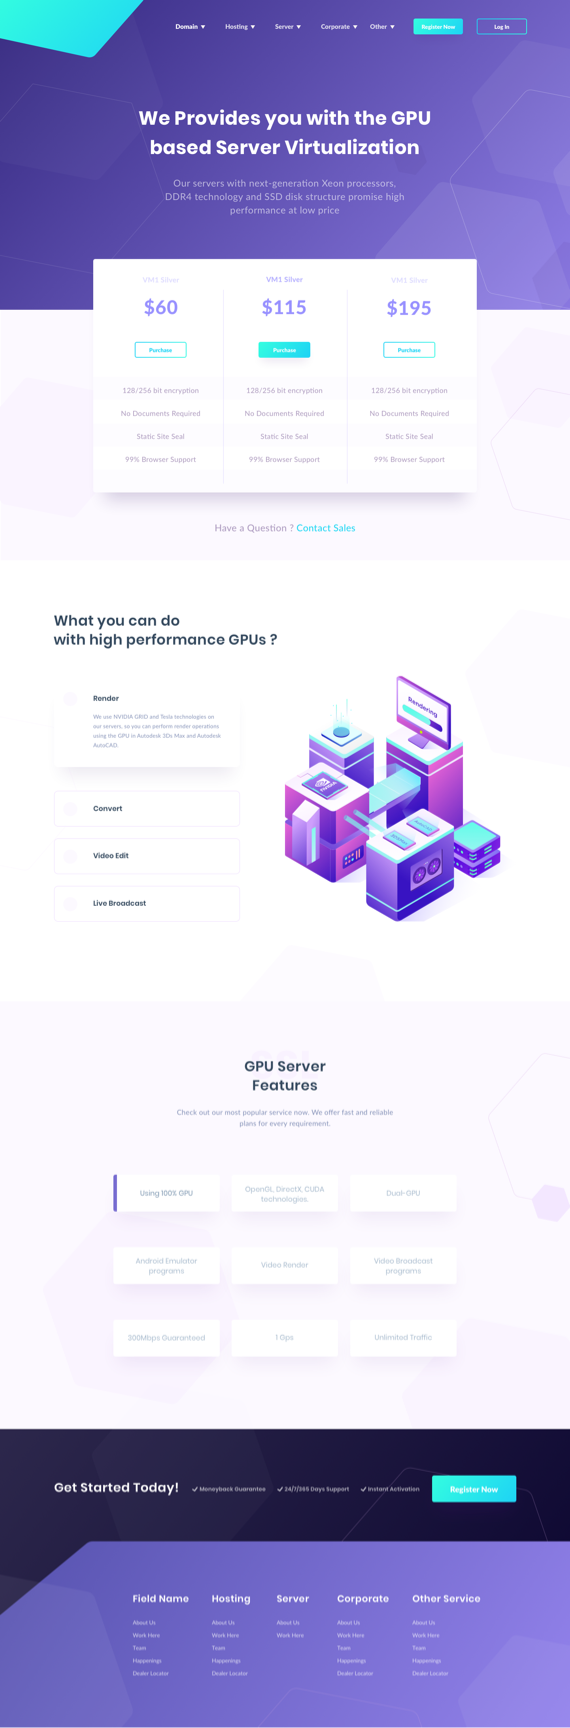 Domain Hosting Server Corporate Other Register Now Log In
We Provides you with the GPU
based Server Virtualization
Our servers with next-generation Xeon processors,
DDR4 technology and SSD disk structure promise high
performance at low price
VM1 Silver VM1 Silver VM1 Silver
$60 $115 $195
Purchase Purchase Purchase
128/256 bit encryption 128/256 bit encryption 128/256 bit encryption
No Documents Required No Documents Required No Documents Required
Static Site Seal Static Site Seal Static Site Seal
99% Browser Support 99% Browser Support 99% Browser Support
Have a Question ? Contact Sales
What you can do
with high performance GPUs ?
Render
We use NVIDIA GRID and Tesla technologies on
our servers, so you can perform render operations
using the GPU in Autodesk 3Ds Max and Autodesk
AutoCAD.
Convert
Video Edit
Live Broadcast
Rendering
NVIDIA
GPU Server
Features
Check out our most popular service now. We offer fast and reliable
plans for every requirement.
Using 100% GPU
OpenGL, DirectX, CUDA
technologies.
Dual-GPU
Android Emulator
programs
Video Render
Video Broadcast
programs
300Mbps Guaranteed
1 Gps
Unlimited Traffic
Get Started Today! Moneyback Guarantee 24/7/365 Days Support Instant Activation Register Now
Field Name Hosting Server Corporate Other Service
About Us About Us About Us About Us About Us
Work Here Work Here Work Here Work Here Work Here
Team Team Team Team
Happenings Happenings Happenings Happenings
Dealer Locator Dealer Locator Dealer Locator Dealer Locator